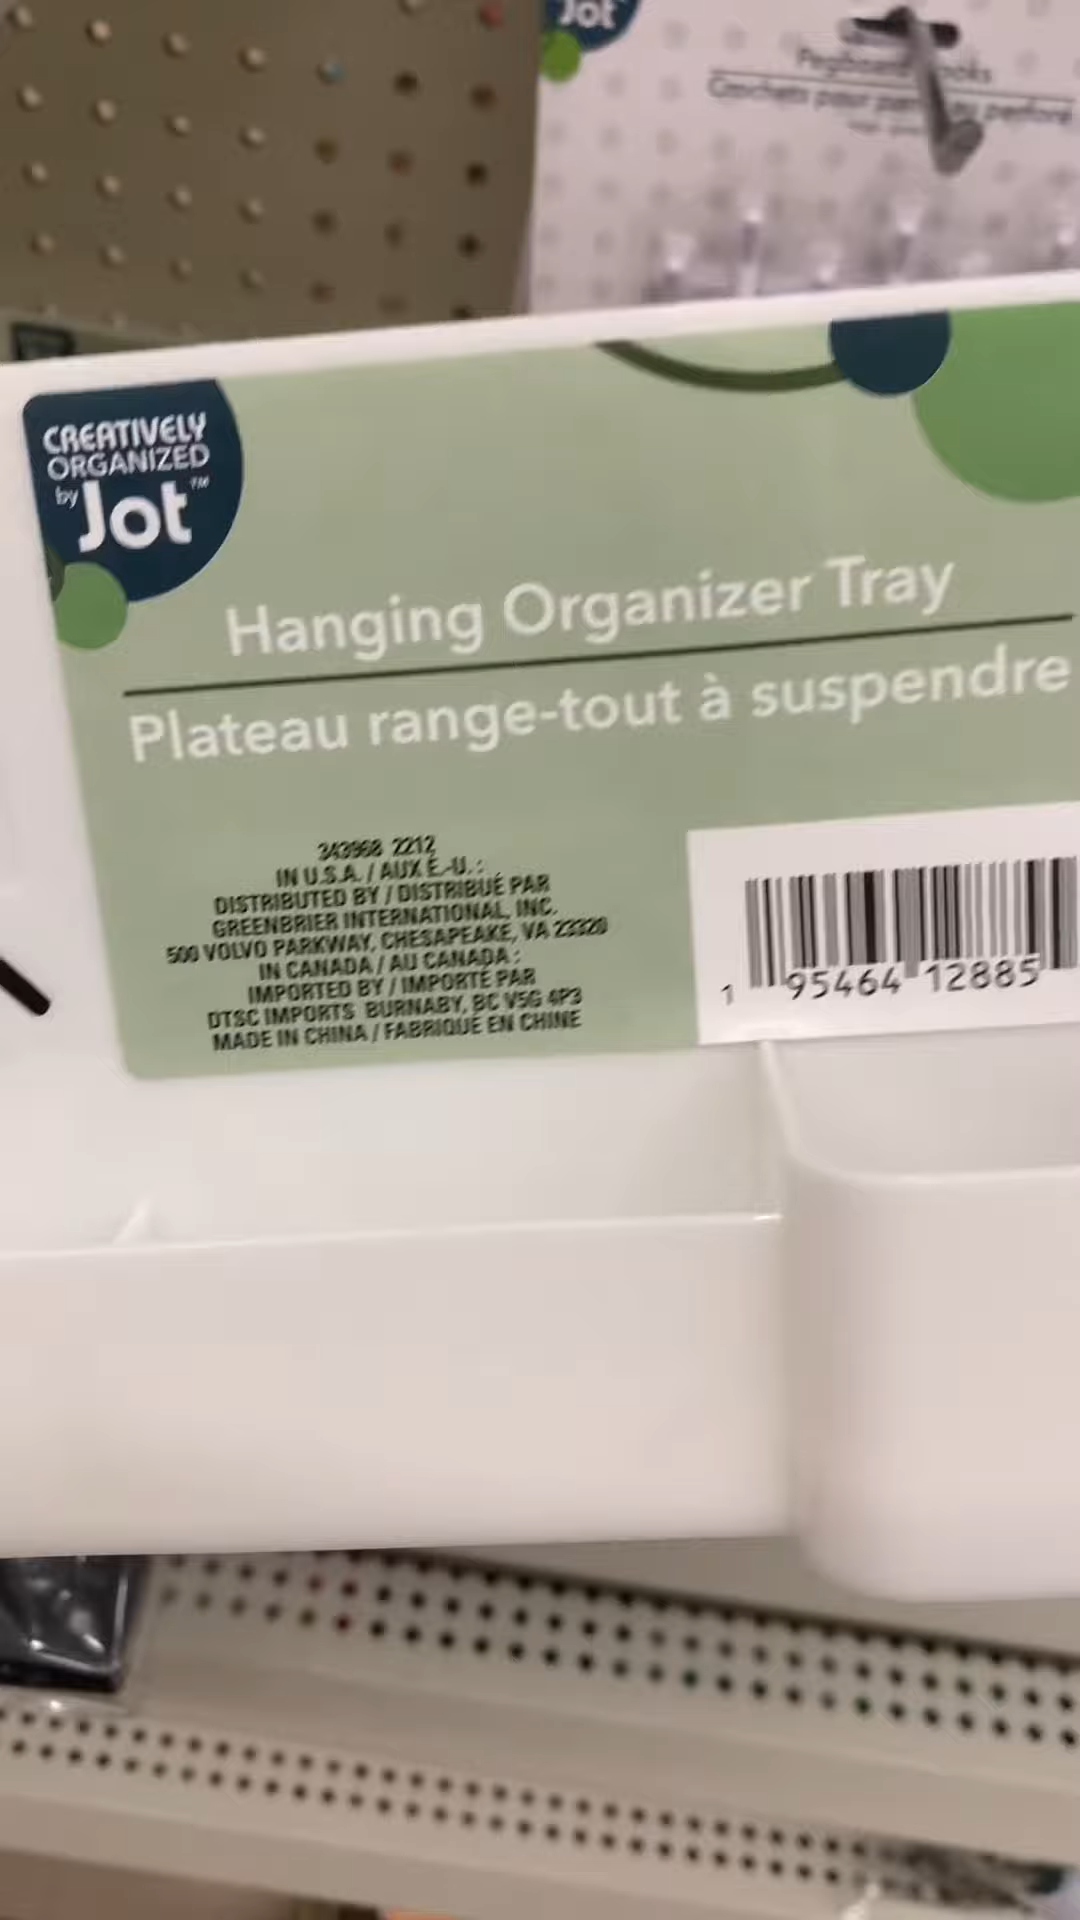 Jot
Pegboard Hooks
CREATIVELY
ORGANIZED
by Jot™
Hanging Organizer Tray
Plateau range-tout à suspendre
343968 2212
IN U.S.A. / AUX É.-U. :
DISTRIBUTED BY / DISTRIBUÉ PAR
GREENBRIER INTERNATIONAL, INC.
500 VOLVO PARKWAY, CHESAPEAKE, VA 23320
IN CANADA / AU CANADA :
IMPORTED BY / IMPORTÉ PAR
DTSC IMPORTS BURNABY, BC V5G 4P3
MADE IN CHINA / FABRIQUÉ EN CHINE
1 95464 12885